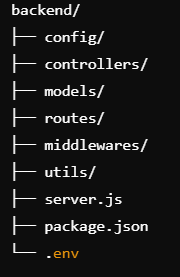 backend/
├── config/
├── controllers/
├── models/
├── routes/
├── middlewares/
├── utils/
├── server.js
├── package.json
└── .env